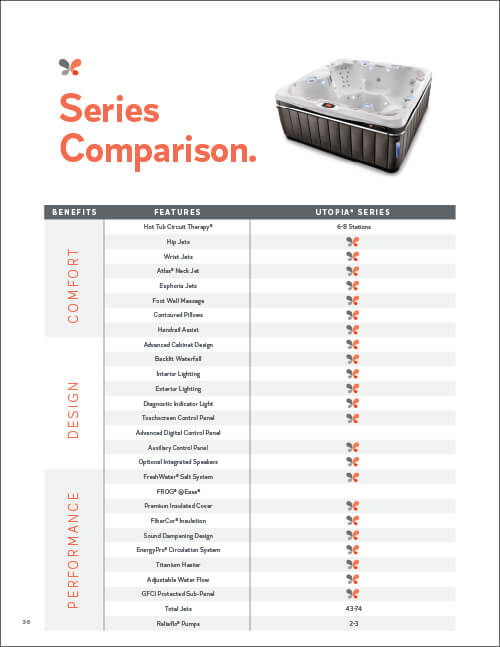 Series
Comparison.
BENEFITS FEATURES UTOPIA® SERIES
COMFORT
Hot Tub Circuit Therapy® 6-8 Stations
Hip Jets
Wrist Jets
Atlas® Neck Jet
Euphoria Jets
Foot Well Massage
Contoured Pillows
Handrail Assist
DESIGN
Advanced Cabinet Design
Backlit Waterfall
Interior Lighting
Exterior Lighting
Diagnostic Indicator Light
Touchscreen Control Panel
Advanced Digital Control Panel
Auxiliary Control Panel
Optional Integrated Speakers
PERFORMANCE
FreshWater® Salt System
FROG® @Ease®
Premium Insulated Cover
FiberCor® Insulation
Sound Dampening Design
EnergyPro® Circulation System
Titanium Heater
Adjustable Water Flow
GFCI Protected Sub-Panel
Total Jets 43-74
Reliaflo® Pumps 2-3